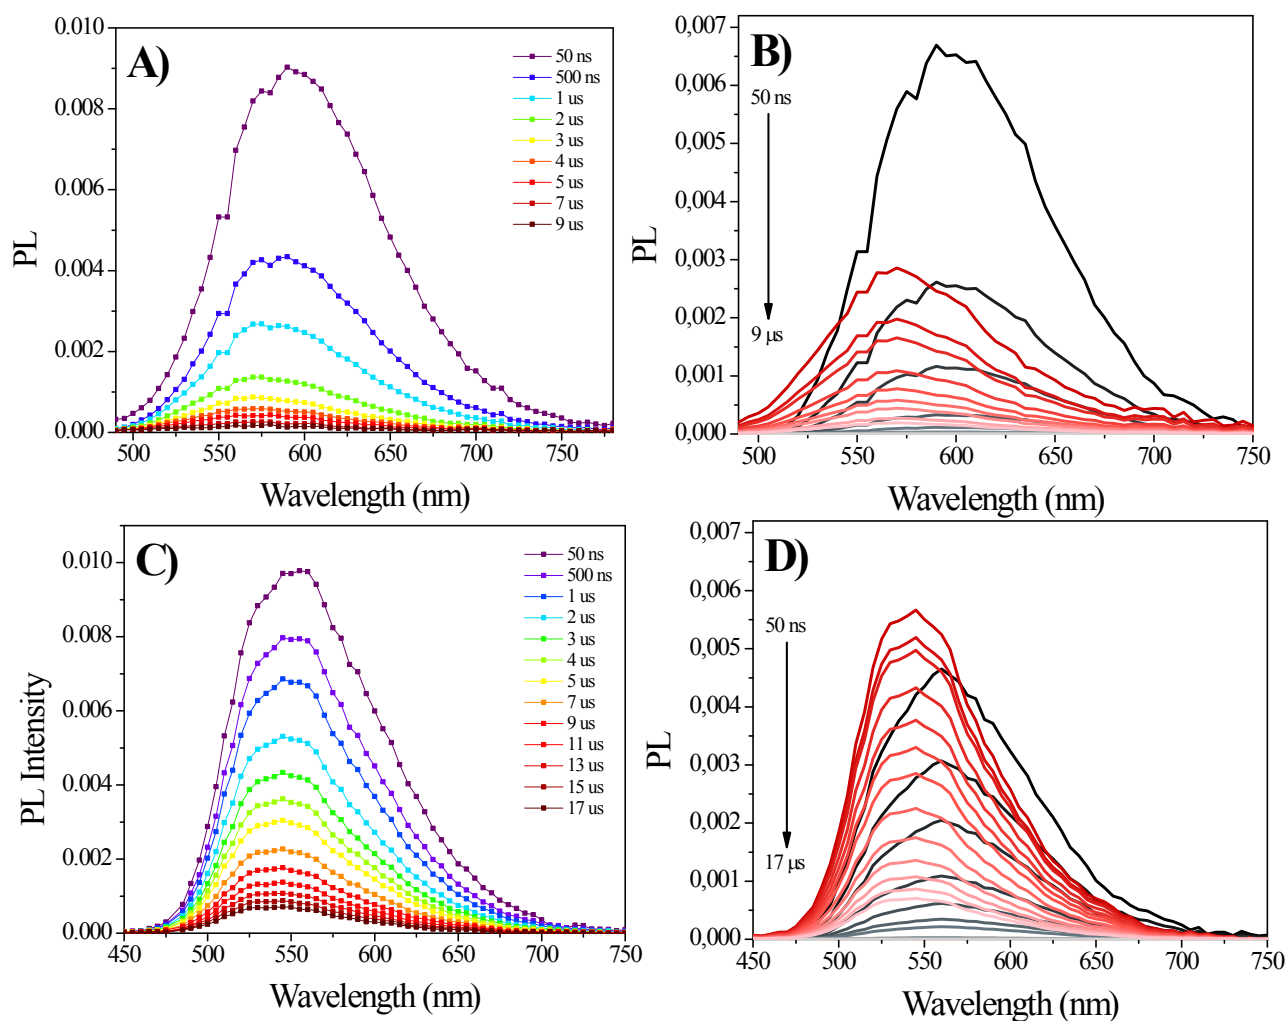 A)
0.010
0.008
0.006
0.004
0.002
0.000
PL
500 550 600 650 700 750
Wavelength (nm)
50 ns
500 ns
1 us
2 us
3 us
4 us
5 us
7 us
9 us
B)
50 ns
9 µs
0,007
0,006
0,005
0,004
0,003
0,002
0,001
0,000
PL
500 550 600 650 700 750
Wavelength (nm)
C)
0.010
0.008
0.006
0.004
0.002
0.000
PL Intensity
450 500 550 600 650 700 750
Wavelength (nm)
50 ns
500 ns
1 us
2 us
3 us
4 us
5 us
7 us
9 us
11 us
13 us
15 us
17 us
D)
50 ns
17 µs
0,007
0,006
0,005
0,004
0,003
0,002
0,001
0,000
PL
450 500 550 600 650 700 750
Wavelength (nm)